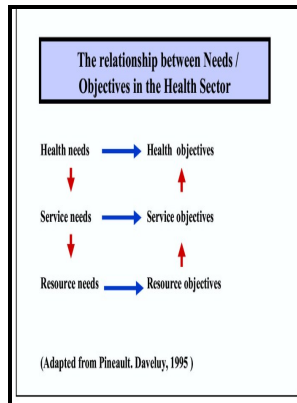 The relationship between Needs /
Objectives in the Health Sector
Health needs Health objectives
Service needs Service objectives
Resource needs Resource objectives
(Adapted from Pineault. Daveluy, 1995 )